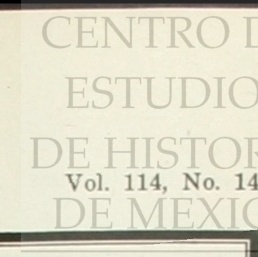 CENTRO D
ESTUDIO
DE HISTOR
Vol. 114, No. 14
DE MEXIC